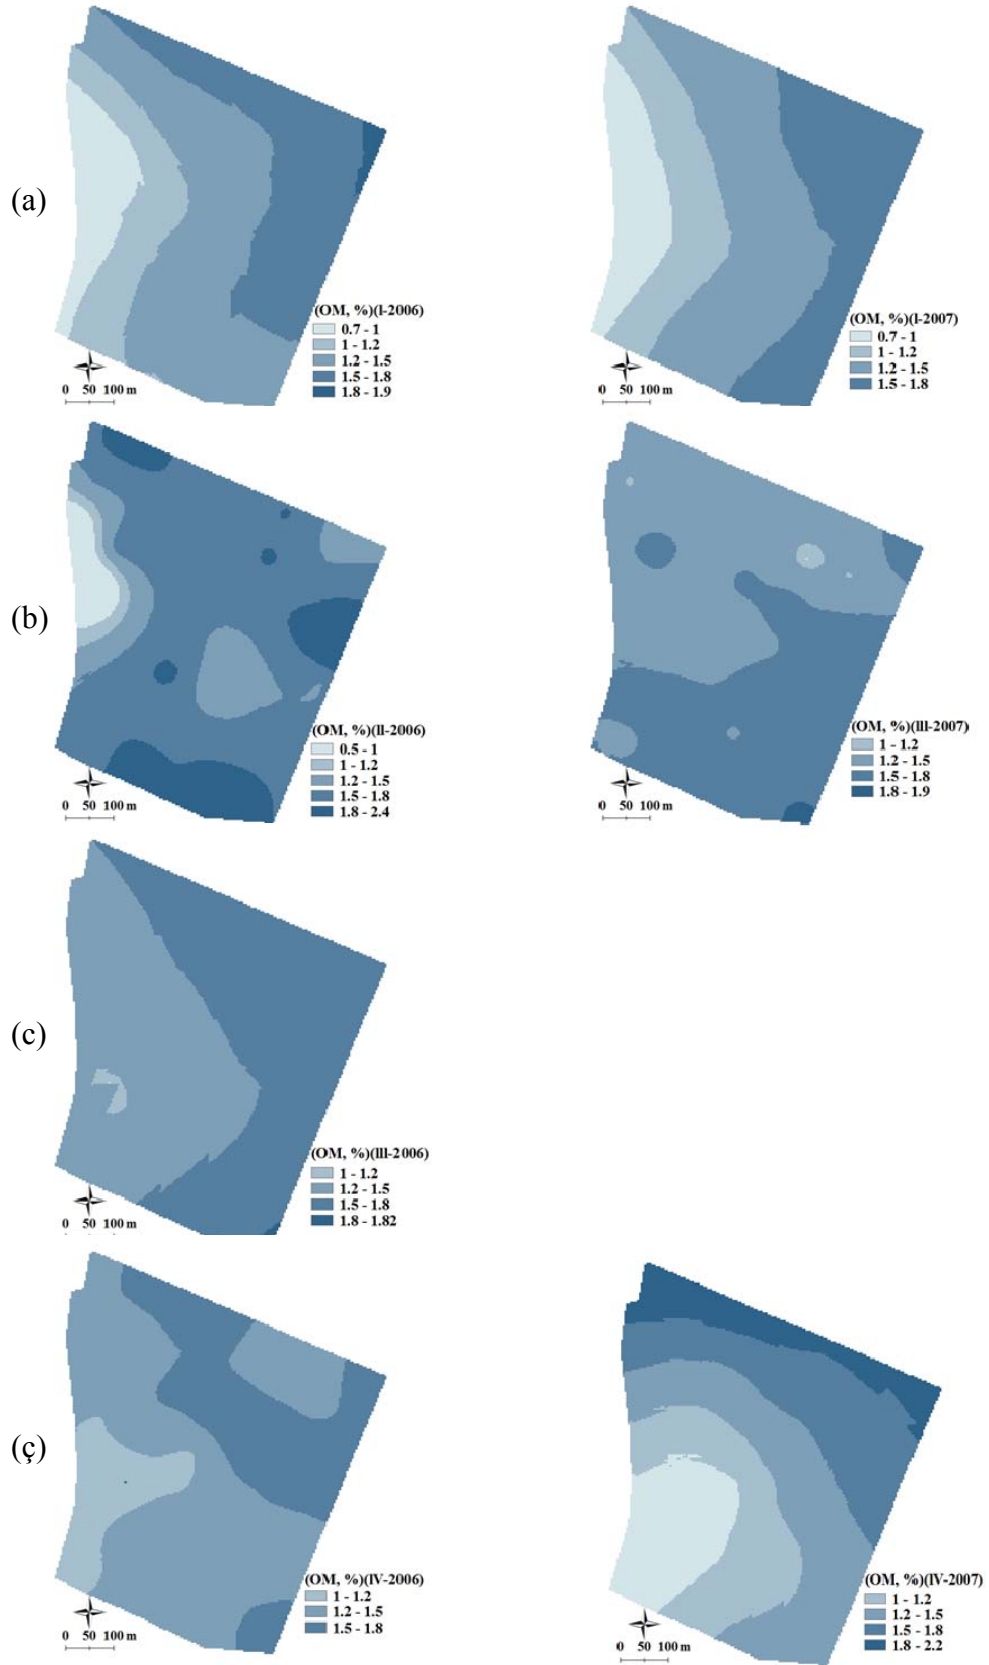 (a)
(OM, %)(I-2006)
0.7 - 1
1 - 1.2
1.2 - 1.5
1.5 - 1.8
1.8 - 1.9
0 50 100 m
(OM, %)(I-2007)
0.7 - 1
1 - 1.2
1.2 - 1.5
1.5 - 1.8
0 50 100 m
(b)
(OM, %)(II-2006)
0.5 - 1
1 - 1.2
1.2 - 1.5
1.5 - 1.8
1.8 - 2.4
0 50 100 m
(OM, %)(III-2007)
1 - 1.2
1.2 - 1.5
1.5 - 1.8
1.8 - 1.9
0 50 100 m
(c)
(OM, %)(III-2006)
1 - 1.2
1.2 - 1.5
1.5 - 1.8
1.8 - 1.82
0 50 100 m
(ç)
(OM, %)(IV-2006)
1 - 1.2
1.2 - 1.5
1.5 - 1.8
0 50 100 m
(OM, %)(IV-2007)
1 - 1.2
1.2 - 1.5
1.5 - 1.8
1.8 - 2.2
0 50 100 m